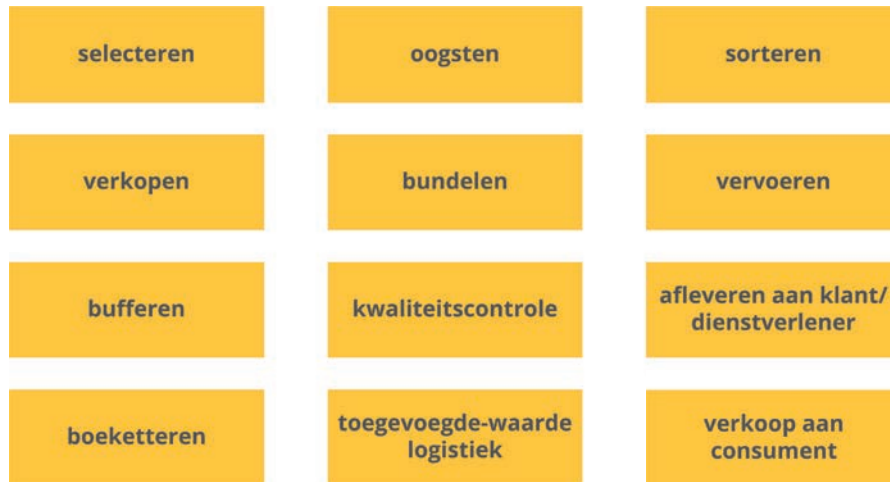 selecteren
oogsten
sorteren
verkopen
bundelen
vervoeren
bufferen
kwaliteitscontrole
afleveren aan klant/
dienstverlener
boeketteren
toegevoegde-waarde
logistiek
verkoop aan
consument